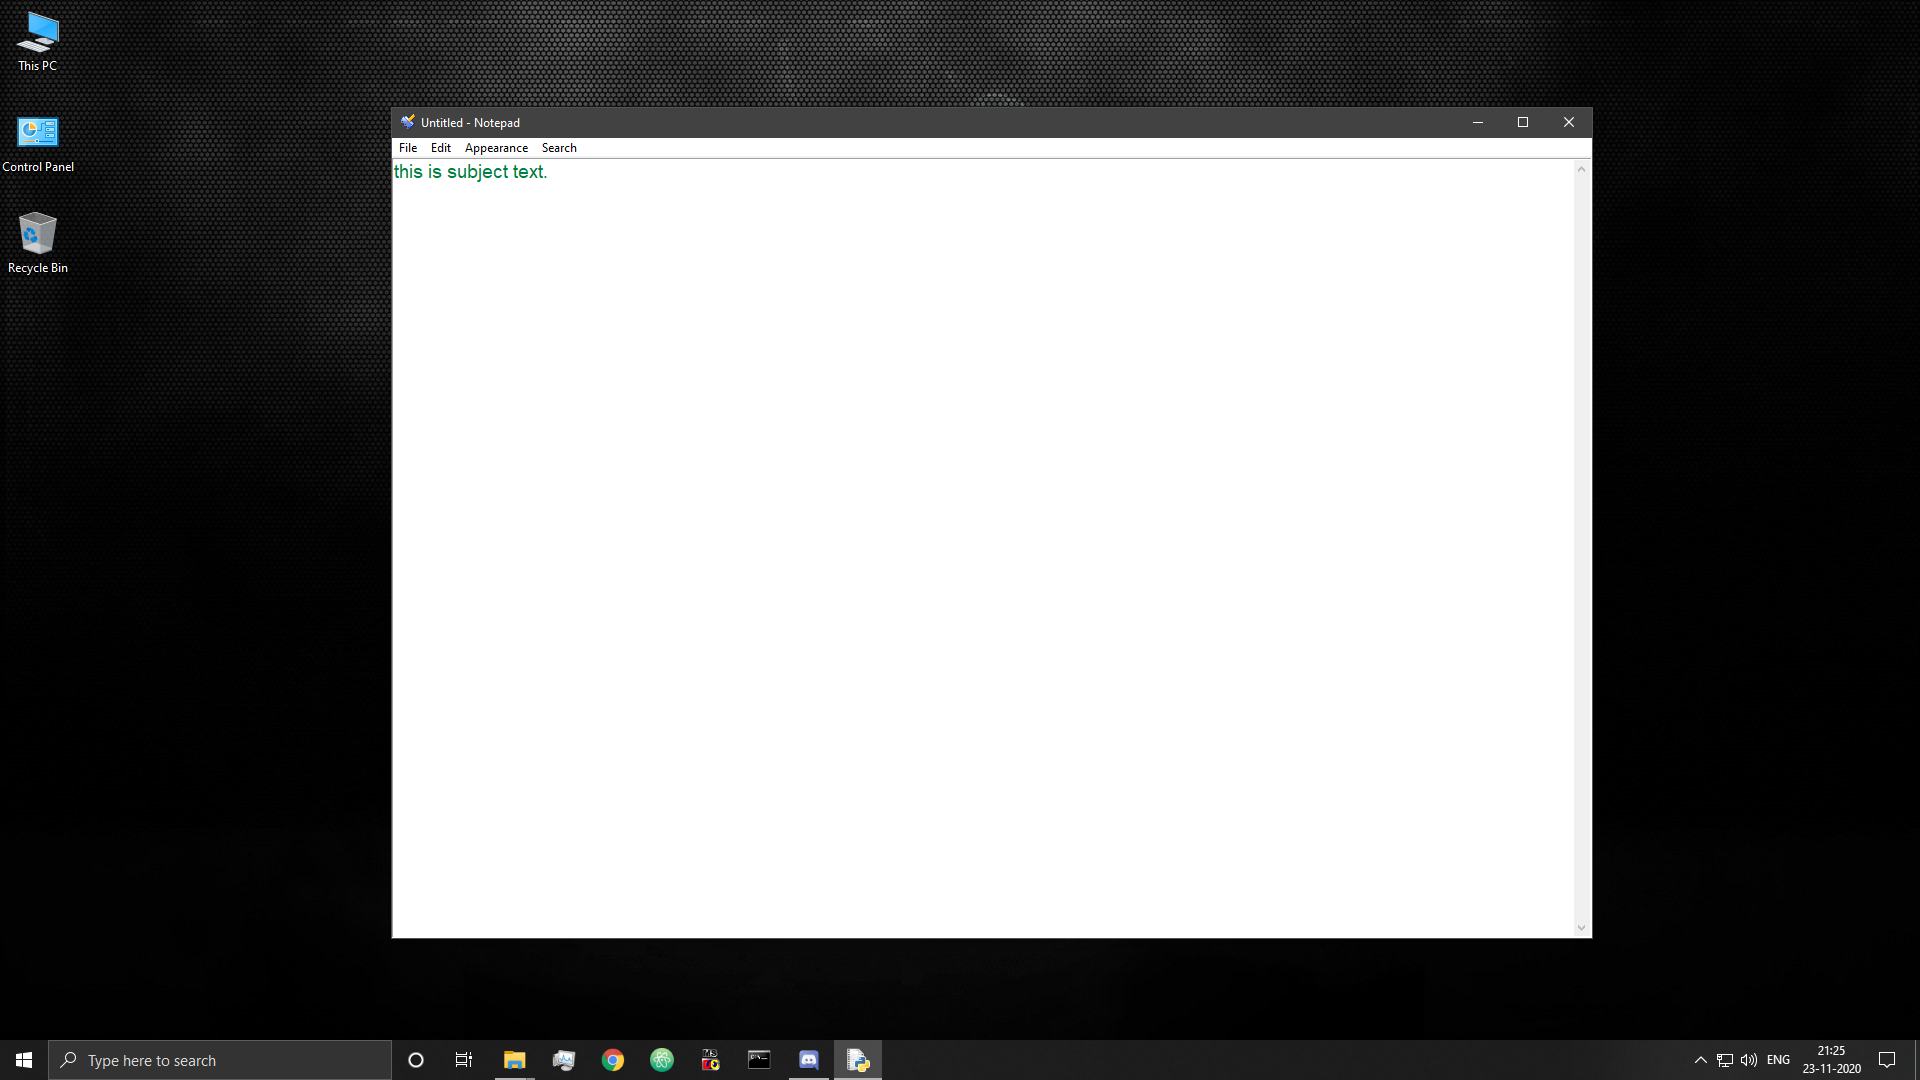 This PC
Control Panel
Recycle Bin
Untitled - Notepad
File Edit Appearance Search
this is subject text.
Type here to search
ENG
21:25
23-11-2020